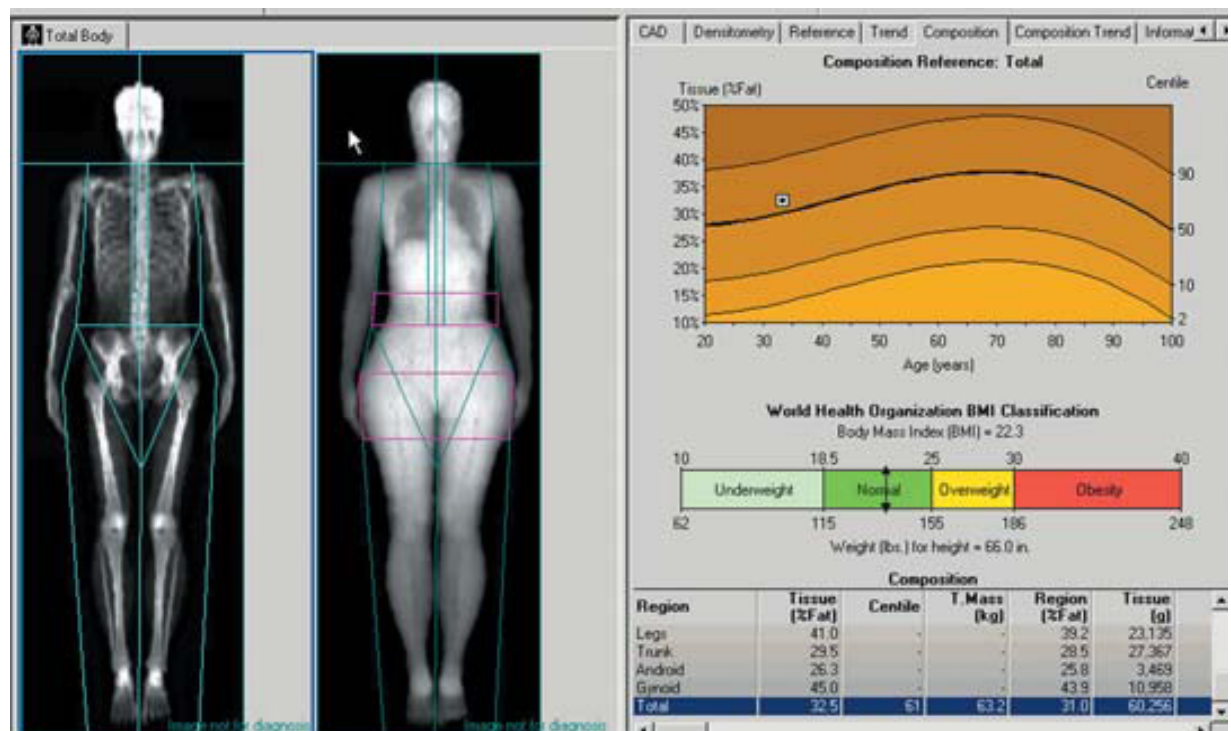 Total Body
CAD Densitometry Reference Trend Composition Composition Trend
Composition Reference: Total
Tissue (%Fat) Centile
50%
45%
40%
35%
30%
25%
20%
15%
10%
90
50
10
2
20 30 40 50 60 70 80 90 100
Age (years)
World Health Organization BMI Classification
Body Mass Index (BMI) = 22.3
10 18.5 25 30 40
Underweight Normal Overweight Obesity
62 115 155 186 248
Weight (lbs.) for height = 66.0 in.
Composition
Region Tissue (%Fat) Centile T.Mass (kg) Region (%Fat) Tissue (g)
Legs 41.0 - - 39.2 23,135
Trunk 29.5 - - 28.5 27,367
Android 26.3 - - 25.8 3,469
Gynoid 45.0 - - 43.9 10,958
Total 32.5 61 63.2 31.0 60,256
Image not for diagnosis Image not for diagnosis